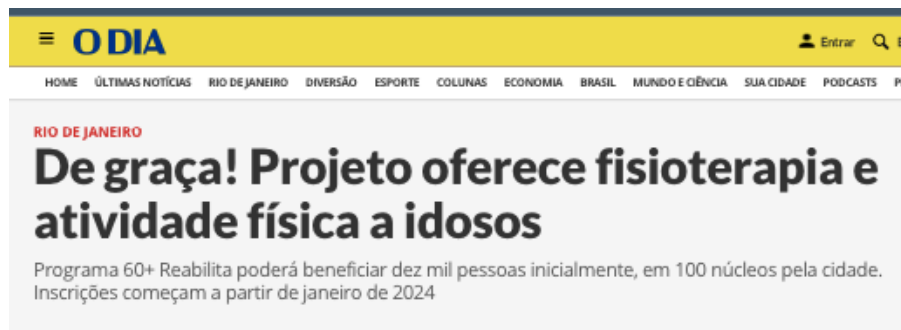 O DIA
Entrar
HOME ÚLTIMAS NOTÍCIAS RIO DE JANEIRO DIVERSÃO ESPORTE COLUNAS ECONOMIA BRASIL MUNDO E CIÊNCIA SUA CIDADE PODCASTS
RIO DE JANEIRO
De graça! Projeto oferece fisioterapia e
atividade física a idosos
Programa 60+ Reabilita poderá beneficiar dez mil pessoas inicialmente, em 100 núcleos pela cidade.
Inscrições começam a partir de janeiro de 2024